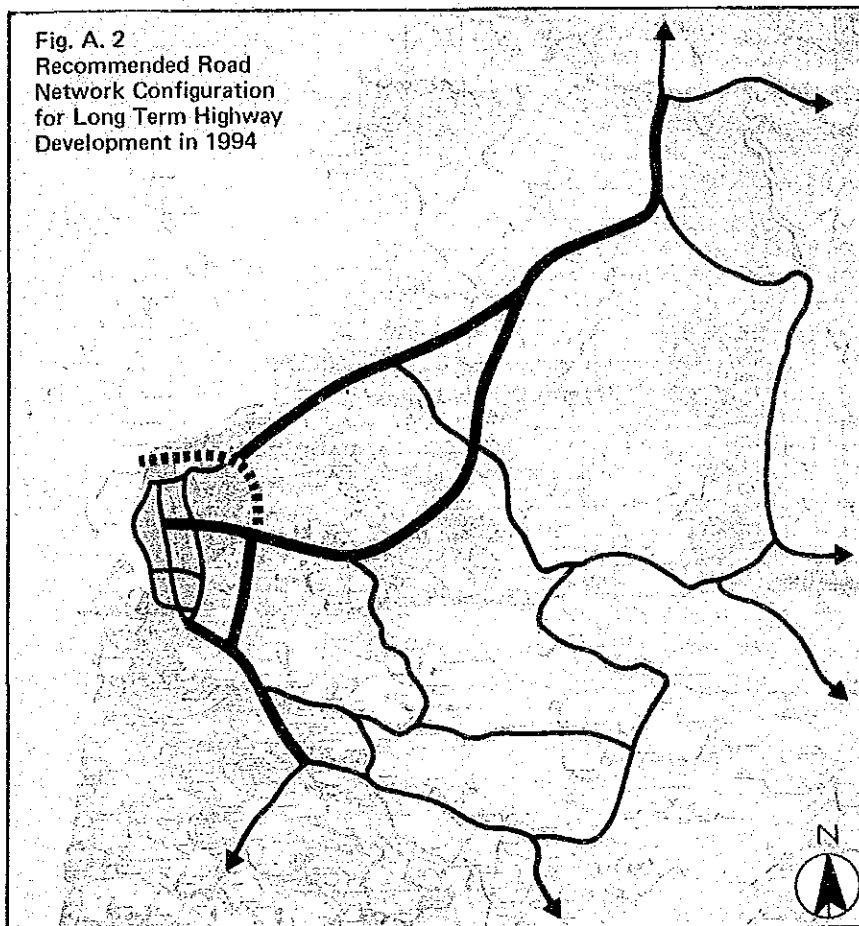 Fig. A. 2
Recommended Road
Network Configuration
for Long Term Highway
Development in 1994
N